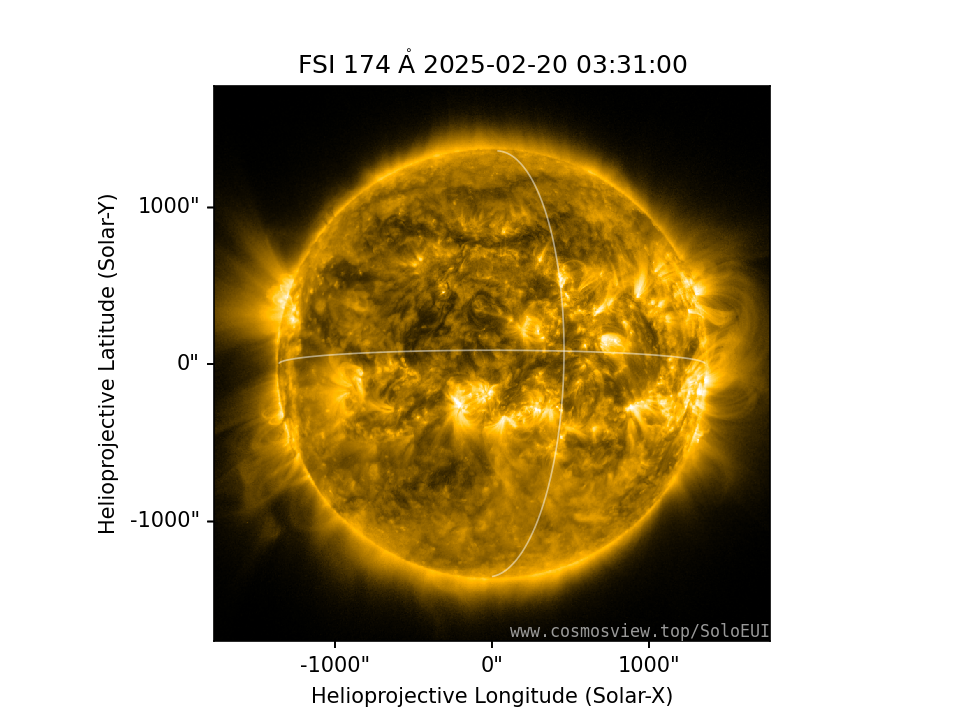 FSI 174 Å 2025-02-20 03:31:00
Helioprojective Latitude (Solar-Y)
1000"
0"
-1000"
www.cosmosview.top/SoloEUI
-1000"
0"
1000"
Helioprojective Longitude (Solar-X)